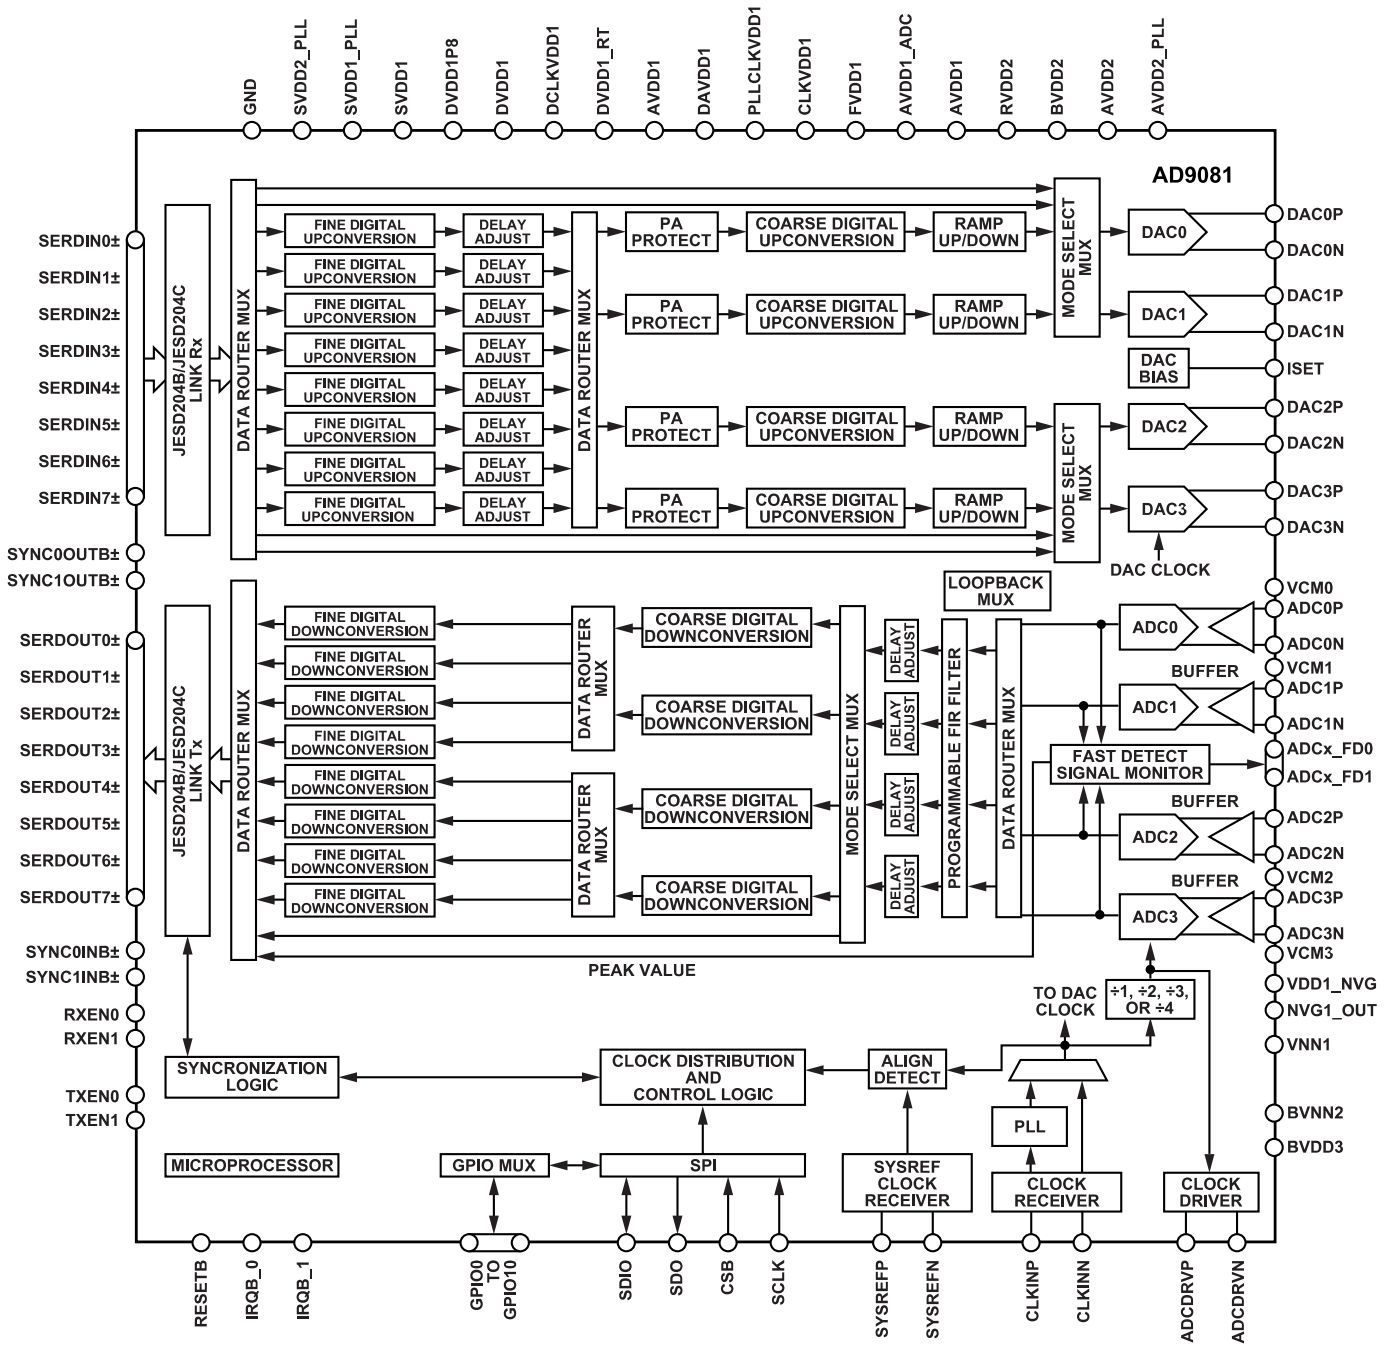 GND
SVDD2_PLL
SVDD1_PLL
SVDD1
DVDD1P8
DVDD1
DCLKVDD1
DVDD1_RT
AVDD1
DAVDD1
PLLCLKVDD1
CLKVDD1
FVDD1
AVDD1_ADC
AVDD1
RVDD2
BVDD2
AVDD2
AVDD2_PLL
AD9081
SERDIN0±
SERDIN1±
SERDIN2±
SERDIN3±
SERDIN4±
SERDIN5±
SERDIN6±
SERDIN7±
SYNC0OUTB±
SYNC1OUTB±
JESD204B/JESD204C
LINK Rx
DATA ROUTER MUX
FINE DIGITAL
UPCONVERSION
FINE DIGITAL
UPCONVERSION
FINE DIGITAL
UPCONVERSION
FINE DIGITAL
UPCONVERSION
FINE DIGITAL
UPCONVERSION
FINE DIGITAL
UPCONVERSION
FINE DIGITAL
UPCONVERSION
FINE DIGITAL
UPCONVERSION
DELAY
ADJUST
DELAY
ADJUST
DELAY
ADJUST
DELAY
ADJUST
DELAY
ADJUST
DELAY
ADJUST
DELAY
ADJUST
DELAY
ADJUST
DATA ROUTER MUX
PA
PROTECT
PA
PROTECT
PA
PROTECT
PA
PROTECT
COARSE DIGITAL
UPCONVERSION
COARSE DIGITAL
UPCONVERSION
COARSE DIGITAL
UPCONVERSION
COARSE DIGITAL
UPCONVERSION
RAMP
UP/DOWN
RAMP
UP/DOWN
RAMP
UP/DOWN
RAMP
UP/DOWN
MODE SELECT
MUX
MODE SELECT
MUX
DAC0
DAC1
DAC
BIAS
DAC2
DAC3
DAC CLOCK
DAC0P
DAC0N
DAC1P
DAC1N
ISET
DAC2P
DAC2N
DAC3P
DAC3N
SERDOUT0±
SERDOUT1±
SERDOUT2±
SERDOUT3±
SERDOUT4±
SERDOUT5±
SERDOUT6±
SERDOUT7±
SYNC0INB±
SYNC1INB±
RXEN0
RXEN1
TXEN0
TXEN1
JESD204B/JESD204C
LINK Tx
DATA ROUTER MUX
FINE DIGITAL
DOWNCONVERSION
FINE DIGITAL
DOWNCONVERSION
FINE DIGITAL
DOWNCONVERSION
FINE DIGITAL
DOWNCONVERSION
FINE DIGITAL
DOWNCONVERSION
FINE DIGITAL
DOWNCONVERSION
FINE DIGITAL
DOWNCONVERSION
FINE DIGITAL
DOWNCONVERSION
DATA ROUTER
MUX
DATA ROUTER
MUX
COARSE DIGITAL
DOWNCONVERSION
COARSE DIGITAL
DOWNCONVERSION
COARSE DIGITAL
DOWNCONVERSION
COARSE DIGITAL
DOWNCONVERSION
MODE SELECT MUX
DELAY
ADJUST
DELAY
ADJUST
DELAY
ADJUST
DELAY
ADJUST
PROGRAMMABLE FIR FILTER
DATA ROUTER MUX
LOOPBACK
MUX
ADC0
BUFFER
ADC1
FAST DETECT
SIGNAL MONITOR
BUFFER
ADC2
BUFFER
ADC3
PEAK VALUE
VCM0
ADC0P
ADC0N
VCM1
ADC1P
ADC1N
ADCx_FD0
ADCx_FD1
ADC2P
ADC2N
VCM2
ADC3P
ADC3N
VCM3
VDD1_NVG
NVG1_OUT
VNN1
BVNN2
BVDD3
TO DAC
CLOCK
÷1, ÷2, ÷3,
OR ÷4
SYNCRONIZATION
LOGIC
CLOCK DISTRIBUTION
AND
CONTROL LOGIC
ALIGN
DETECT
PLL
MICROPROCESSOR
GPIO MUX
SPI
SYSREF
CLOCK
RECEIVER
CLOCK
RECEIVER
CLOCK
DRIVER
RESETB
IRQB_0
IRQB_1
GPIO0
TO
GPIO10
SDIO
SDO
CSB
SCLK
SYSREFP
SYSREFN
CLKINP
CLKINN
ADCDRVP
ADCDRVN